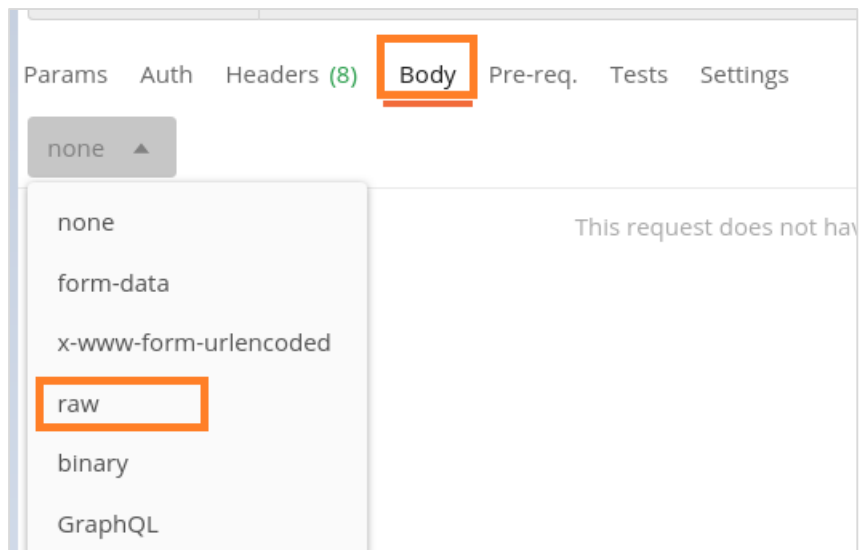 Params Auth Headers (8) Body Pre-req. Tests Settings
none
none
This request does not
form-data
x-www-form-urlencoded
raw
binary
GraphQL